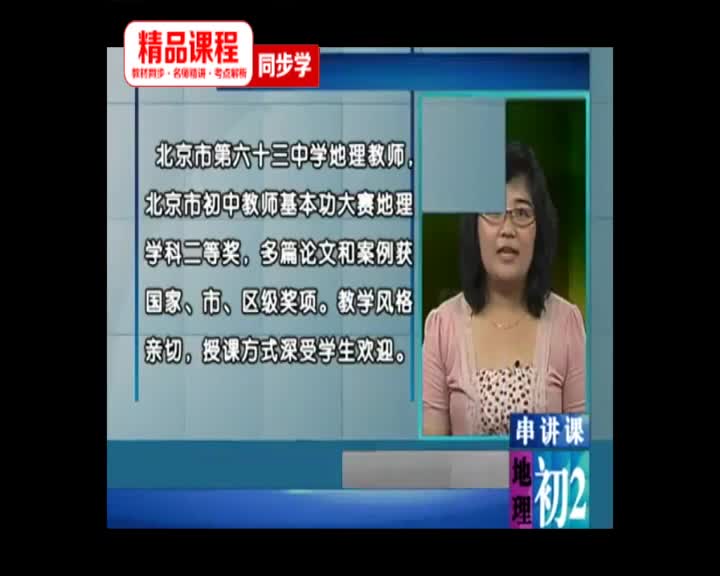 精品课程
教材同步·名师精讲·考点解析
同步学
北京市第六十三中学地理教师，
北京市初中教师基本功大赛地理
学科二等奖，多篇论文和案例获
国家、市、区级奖项。教学风格
亲切，授课方式深受学生欢迎。
串讲课
地理
初2